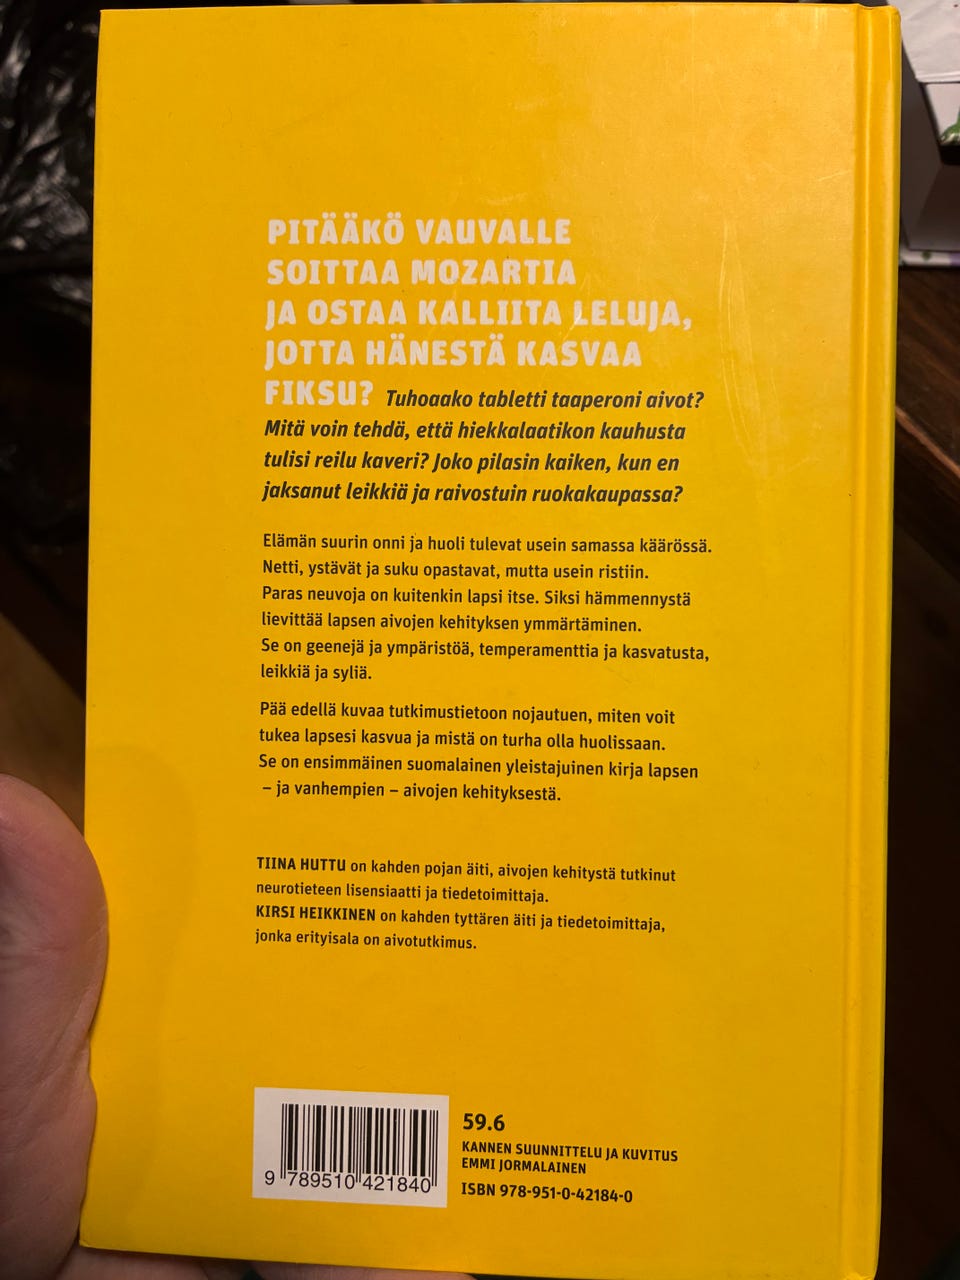 PITÄÄKÖ VAUVALLE
SOITTAA MOZARTIA
JA OSTAA KALLIITA LELUJA,
JOTTA HÄNESTÄ KASVAA
FIKSU? Tuhoaako tabletti taaperoni aivot?
Mitä voin tehdä, että hiekkalaatikon kauhusta
tulisi reilu kaveri? Joko pilasin kaiken, kun en
jaksanut leikkiä ja raivostuin ruokakaupassa?
Elämän suurin onni ja huoli tulevat usein samassa käärössä.
Netti, ystävät ja suku opastavat, mutta usein ristiin.
Paras neuvoja on kuitenkin lapsi itse. Siksi hämmennystä
lievittää lapsen aivojen kehityksen ymmärtäminen.
Se on geenejä ja ympäristöä, temperamenttia ja kasvatusta,
leikkiä ja syliä.
Pää edellä kuvaa tutkimustietoon nojautuen, miten voit
tukea lapsesi kasvua ja mistä on turha olla huolissaan.
Se on ensimmäinen suomalainen yleistajuinen kirja lapsen
– ja vanhempien – aivojen kehityksestä.
TIINA HUTTU on kahden pojan äiti, aivojen kehitystä tutkinut
neurotieteen lisensiaatti ja tiedetoimittaja.
KIRSI HEIKKINEN on kahden tyttären äiti ja tiedetoimittaja,
jonka erityisala on aivotutkimus.
9 789510 421840
59.6
KANNEN SUUNNITTELU JA KUVITUS
EMMI JORMALAINEN
ISBN 978-951-0-42184-0